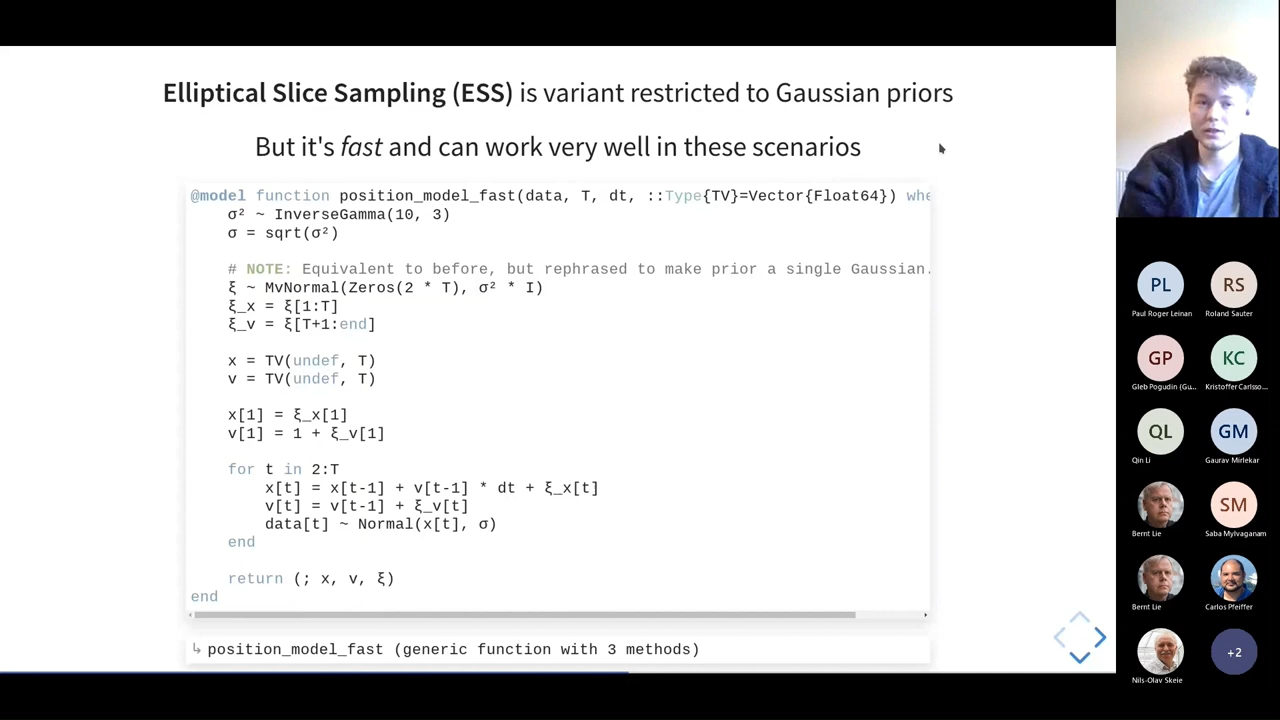 Elliptical Slice Sampling (ESS) is variant restricted to Gaussian priors
But it's fast and can work very well in these scenarios
@model function position_model_fast(data, T, dt, ::Type{TV}=Vector{Float64}) whe
σ² ~ InverseGamma(10, 3)
σ = sqrt(σ²)
# NOTE: Equivalent to before, but rephrased to make prior a single Gaussian.
ξ ~ MvNormal(Zeros(2 * T), σ² * I)
ξ_x = ξ[1:T]
ξ_v = ξ[T+1:end]
x = TV(undef, T)
v = TV(undef, T)
x[1] = ξ_x[1]
v[1] = 1 + ξ_v[1]
for t in 2:T
x[t] = x[t-1] + v[t-1] * dt + ξ_x[t]
v[t] = v[t-1] + ξ_v[t]
data[t] ~ Normal(x[t], σ)
end
return (; x, v, ξ)
end
↳ position_model_fast (generic function with 3 methods)
PL
RS
Paul Roger Leinan
Roland Sauter
GP
KC
Gleb Pogudin (Gu...
Kristoffer Carlsso...
QL
GM
Qin Li
Gaurav Mirlekar
SM
Bernt Lie
Saba Mylvaganam
Bernt Lie
Carlos Pfeiffer
+2
Nils-Olav Skeie